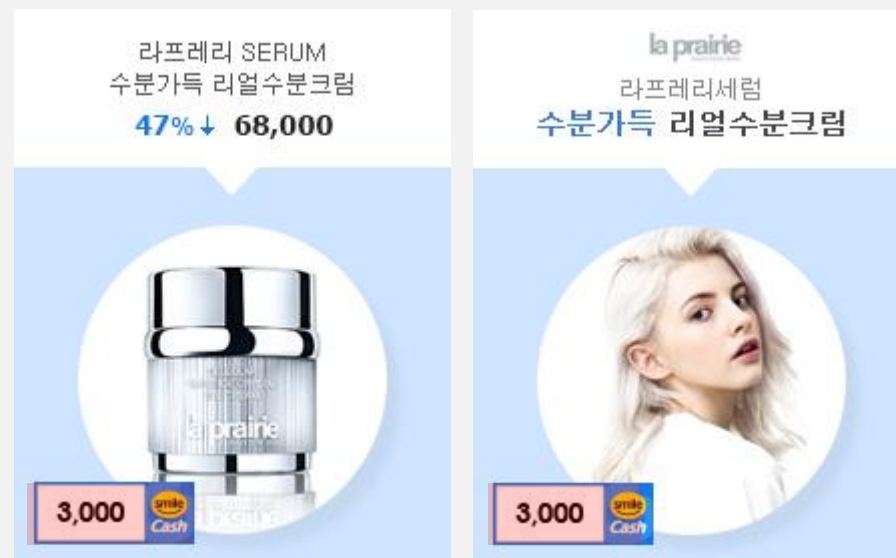 라프레리 SERUM
수분가득 리얼수분크림
47%↓ 68,000
la prairie
3,000
smile
Cash
la prairie
라프레리세럼
수분가득 리얼수분크림
3,000
smile
Cash